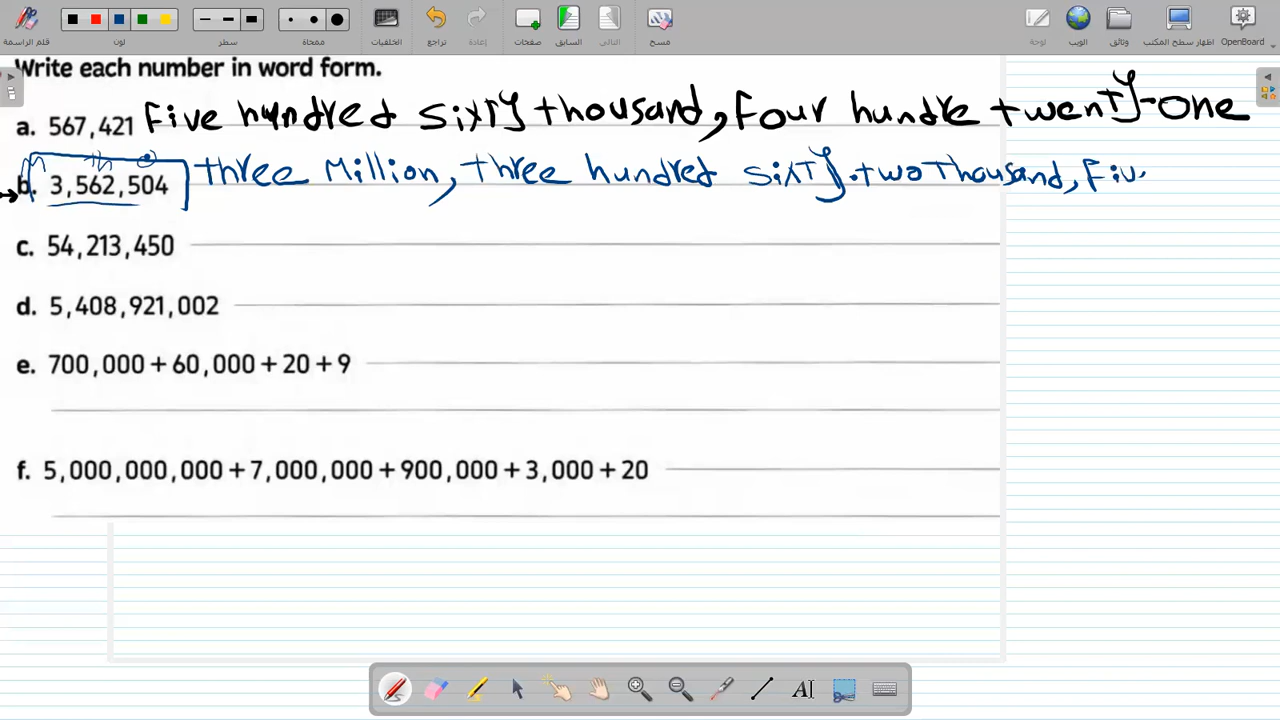 قلم الراسمة
لون
سطر
ممحاة
الخلفيات
تراجع
إعادة
صفحات
السابق
التالي
مسح
لوحة
الويب
وثائق
اظهار سطح المكتب
OpenBoard
Write each number in word form.
a. 567,421 Five hundred sixty thousand, four hundre twenty-one
b. 3,562,504 three Million, three hundred sixty-two Thousand, Fiv
M th
c. 54,213,450
d. 5,408,921,002
e. 700,000 + 60,000 + 20 + 9
f. 5,000,000,000 + 7,000,000 + 900,000 + 3,000 + 20